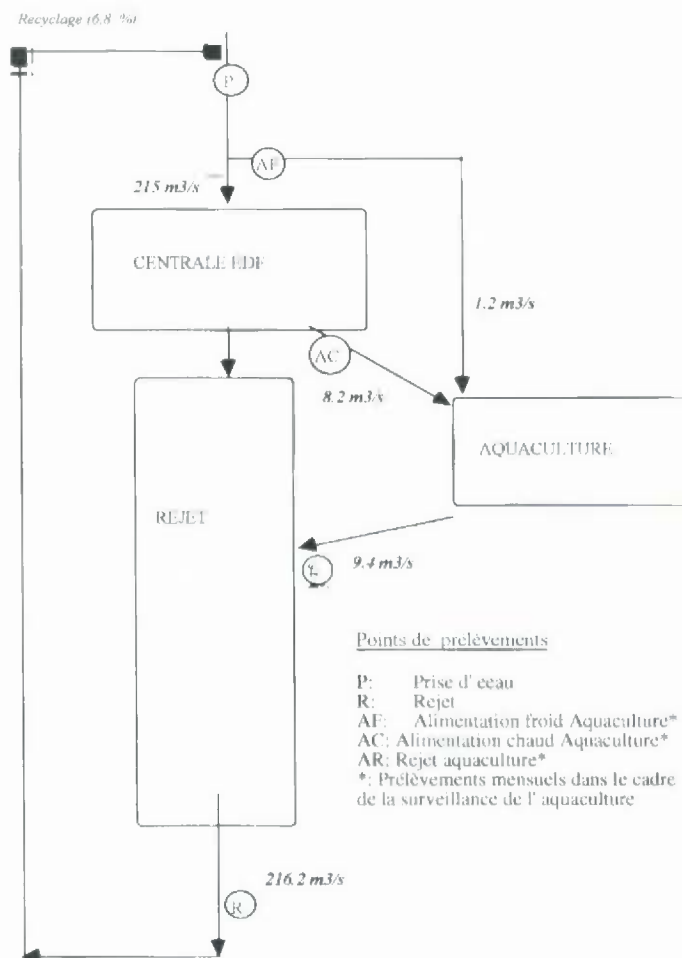 Recyclage (6.8 %)
P
AF
215 m3/s
CENTRALE EDF
1.2 m3/s
AC
8.2 m3/s
AQUACULTURE
REJET
9.4 m3/s
Points de prélèvements
P: Prise d' eeau
R: Rejet
AF: Alimentation froid Aquaculture*
AC: Alimentation chaud Aquaculture*
AR: Rejet aquaculture*
*: Prélèvements mensuels dans le cadre
de la surveillance de l' aquaculture
216.2 m3/s
R